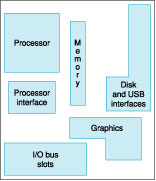 Processor
Memory
Processor
interface
Disk
and USB
interfaces
Graphics
I/O bus
slots